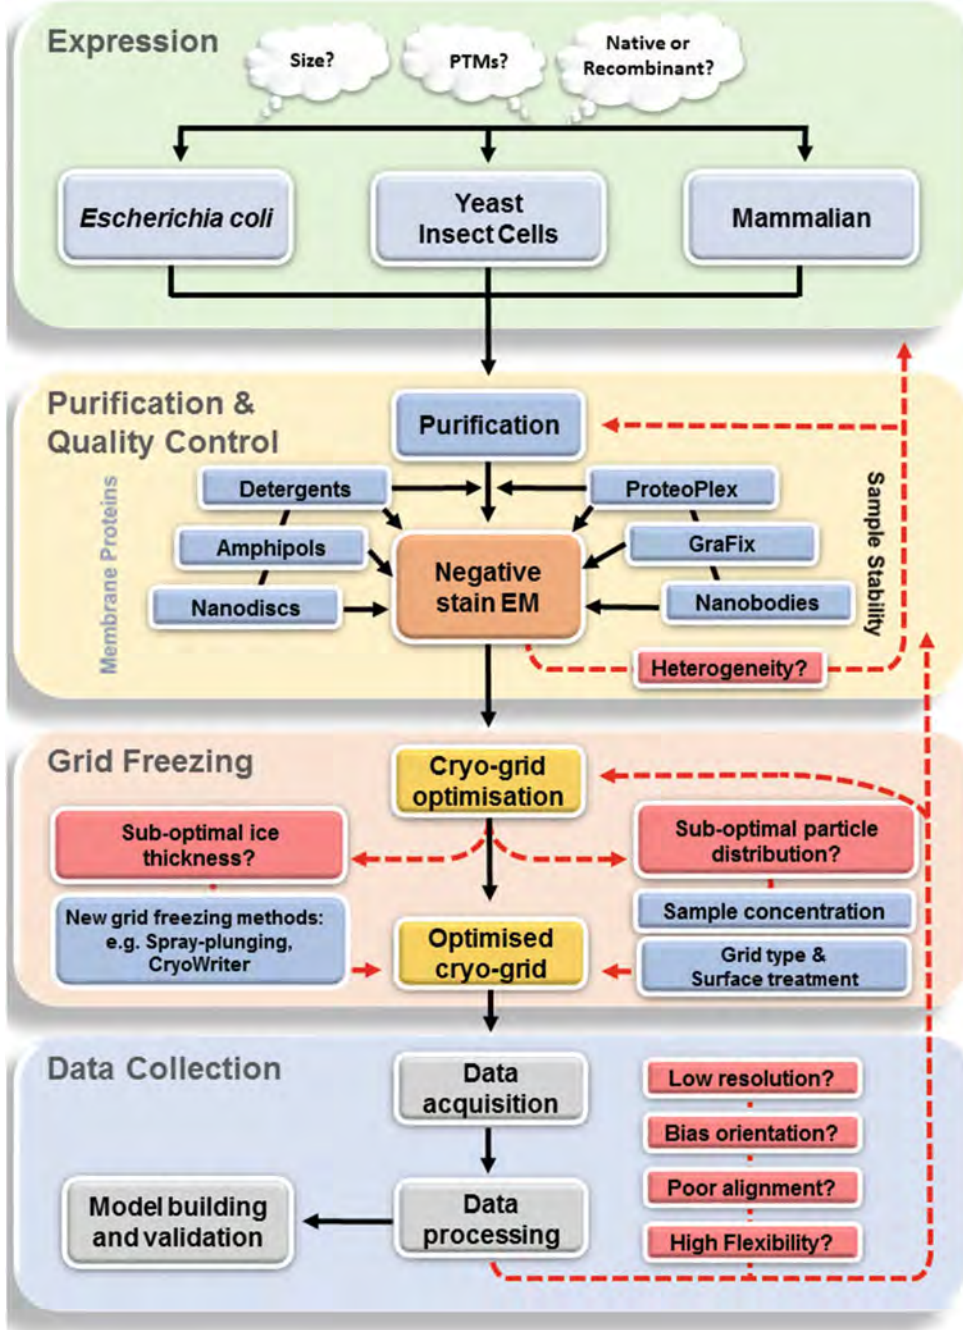 Expression
Size?
PTMs?
Native or
Recombinant?
Escherichia coli
Yeast
Insect Cells
Mammalian
Purification &
Quality Control
Purification
Membrane Proteins
Detergents
Amphipols
Nanodiscs
Negative
stain EM
ProteoPlex
GraFix
Nanobodies
Sample Stability
Heterogeneity?
Grid Freezing
Cryo-grid
optimisation
Sub-optimal ice
thickness?
Sub-optimal particle
distribution?
New grid freezing methods:
e.g. Spray-plunging,
CryoWriter
Optimised
cryo-grid
Sample concentration
Grid type &
Surface treatment
Data Collection
Data
acquisition
Low resolution?
Bias orientation?
Poor alignment?
High Flexibility?
Model building
and validation
Data
processing